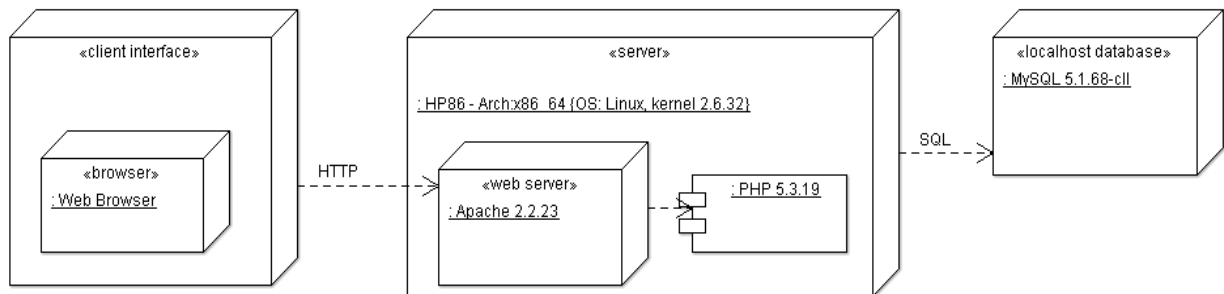 «client interface»
«browser»
: Web Browser
HTTP
«server»
: HP86 - Arch:x86_64 {OS: Linux, kernel 2.6.32}
«web server»
: Apache 2.2.23
: PHP 5.3.19
SQL
«localhost database»
: MySQL 5.1.68-cll